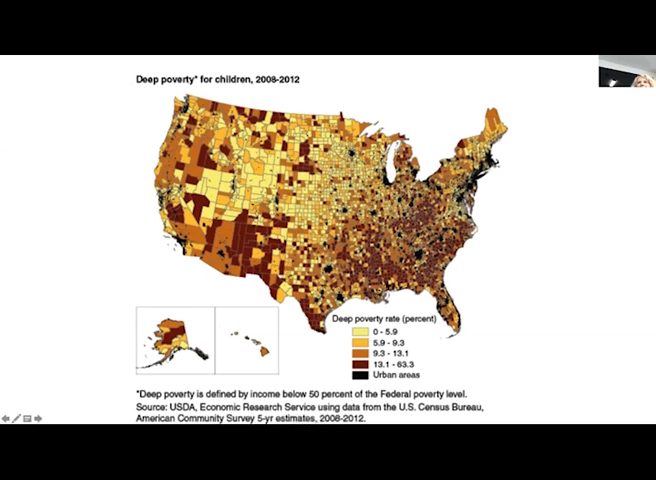 Deep poverty* for children, 2008-2012
Deep poverty rate (percent)
0 - 5.9
5.9 - 9.3
9.3 - 13.1
13.1 - 63.3
Urban areas
*Deep poverty is defined by income below 50 percent of the Federal poverty level.
Source: USDA, Economic Research Service using data from the U.S. Census Bureau,
American Community Survey 5-yr estimates, 2008-2012.